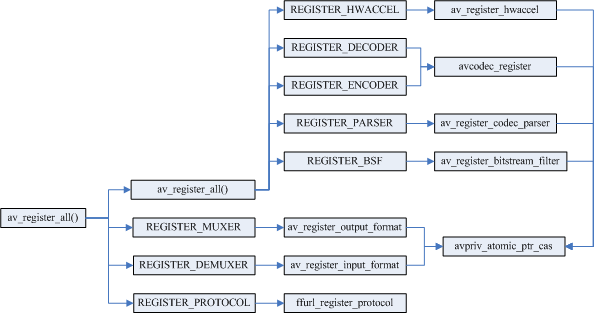 REGISTER_HWACCEL av_register_hwaccel
REGISTER_DECODER
avcodec_register
REGISTER_ENCODER
REGISTER_PARSER av_register_codec_parser
REGISTER_BSF av_register_bitstream_filter
av_register_all()
av_register_all()
REGISTER_MUXER av_register_output_format
avpriv_atomic_ptr_cas
REGISTER_DEMUXER av_register_input_format
REGISTER_PROTOCOL ffurl_register_protocol